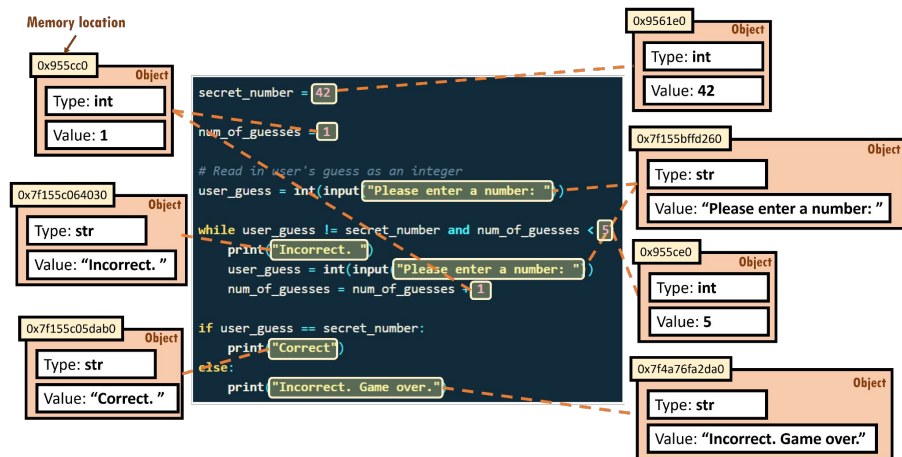 Memory location
0x955cc0
Object
Type: int
Value: 1
0x7f155c064030
Object
Type: str
Value: “Incorrect. ”
0x7f155c05dab0
Object
Type: str
Value: “Correct. ”
secret_number = 42
num_of_guesses = 1
# Read in user's guess as an integer
user_guess = int(input("Please enter a number: "))
while user_guess != secret_number and num_of_guesses < 5
print("Incorrect. ")
user_guess = int(input("Please enter a number: "))
num_of_guesses = num_of_guesses + 1
if user_guess == secret_number:
print("Correct")
else:
print("Incorrect. Game over.")
0x9561e0
Object
Type: int
Value: 42
0x7f155bffd260
Object
Type: str
Value: “Please enter a number: ”
0x955ce0
Object
Type: int
Value: 5
0x7f4a76fa2da0
Object
Type: str
Value: “Incorrect. Game over.”